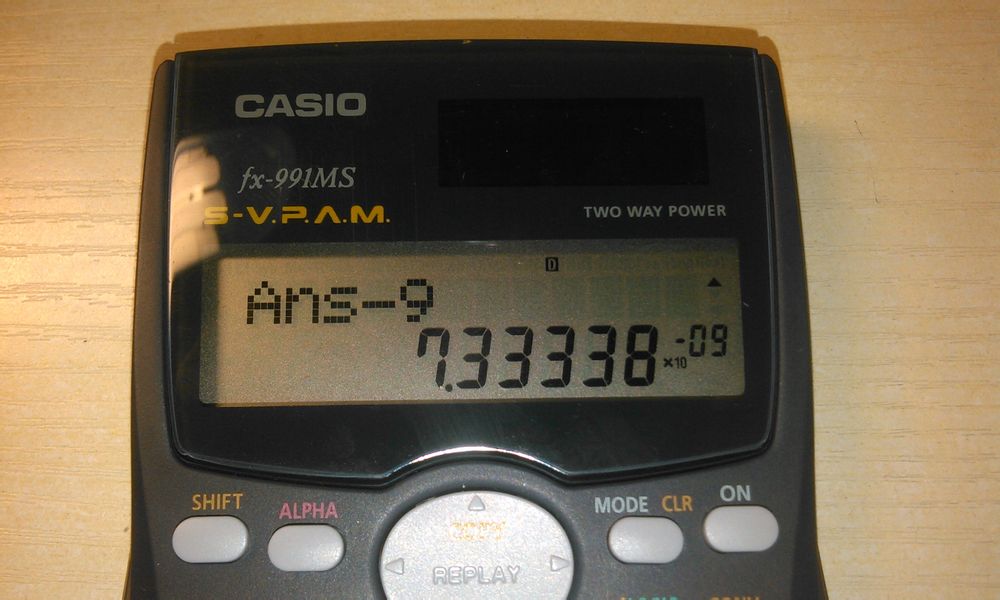 CASIO
fx-991MS
S-V.P.A.M.
TWO WAY POWER
D
Ans-9
7.33338×10-09
SHIFT ALPHA MODE CLR ON
REPLAY